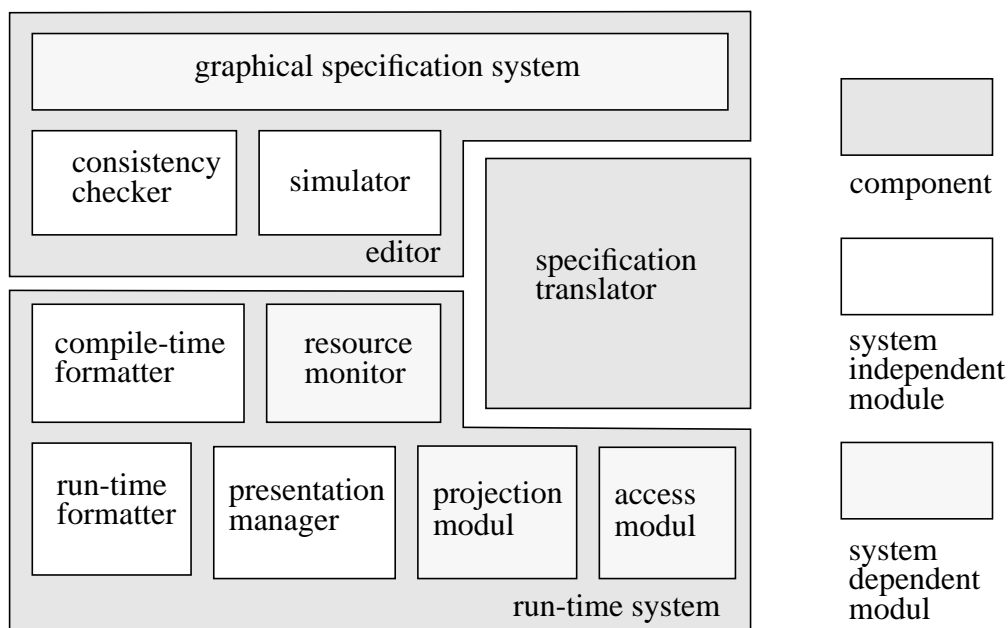 graphical specification system
consistency
checker
simulator
editor
specification
translator
compile-time
formatter
resource
monitor
run-time
formatter
presentation
manager
projection
modul
access
modul
run-time system
component
system
independent
module
system
dependent
modul